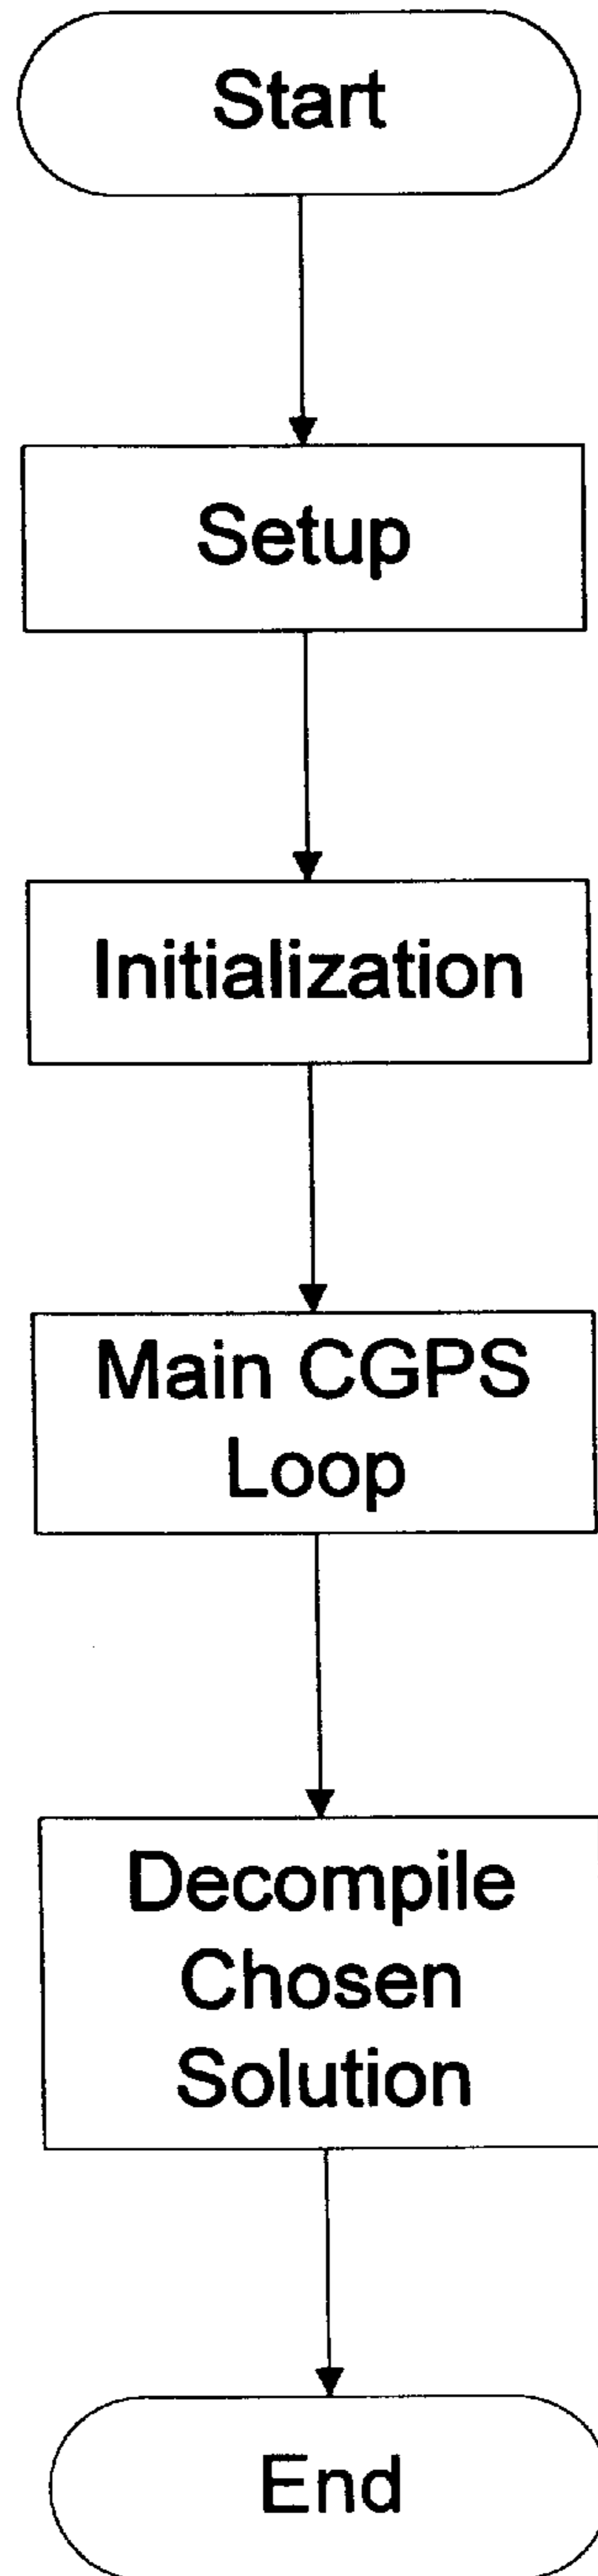 Start
Setup
Initialization
Main CGPS
Loop
Decompile
Chosen
Solution
End